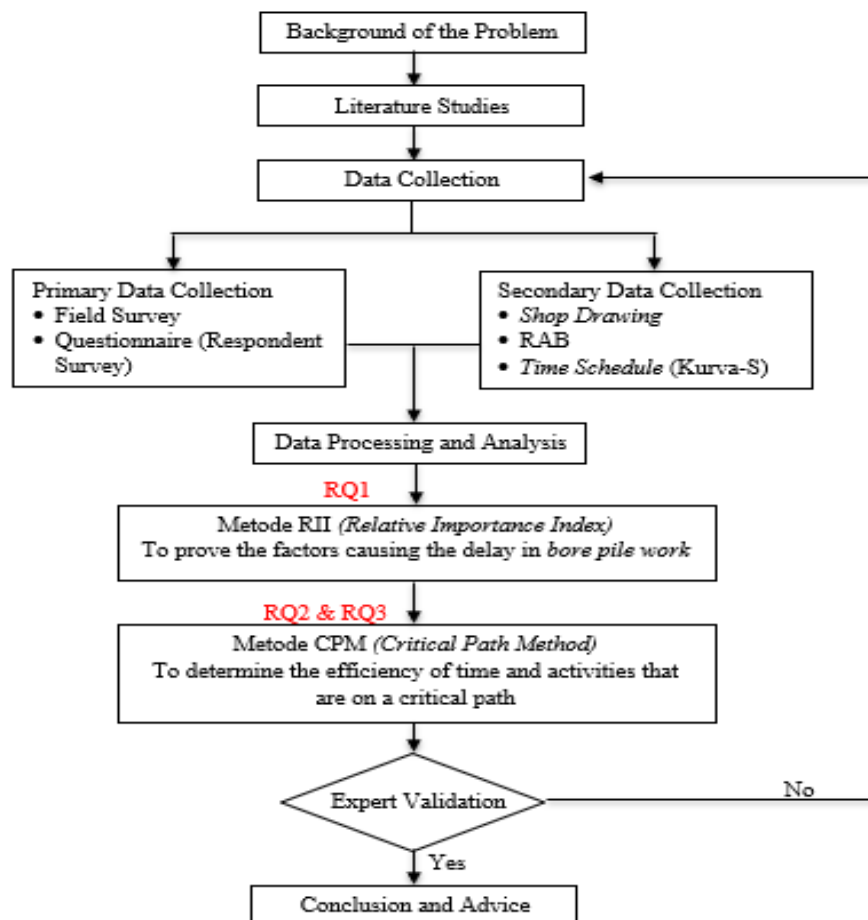 Background of the Problem
Literature Studies
Data Collection
Primary Data Collection
• Field Survey
• Questionnaire (Respondent
Survey)
Secondary Data Collection
• Shop Drawing
• RAB
• Time Schedule (Kurva-S)
Data Processing and Analysis
RQ1
Metode RII (Relative Importance Index)
To prove the factors causing the delay in bore pile work
RQ2 & RQ3
Metode CPM (Critical Path Method)
To determine the efficiency of time and activities that
are on a critical path
Expert Validation
No
Yes
Conclusion and Advice